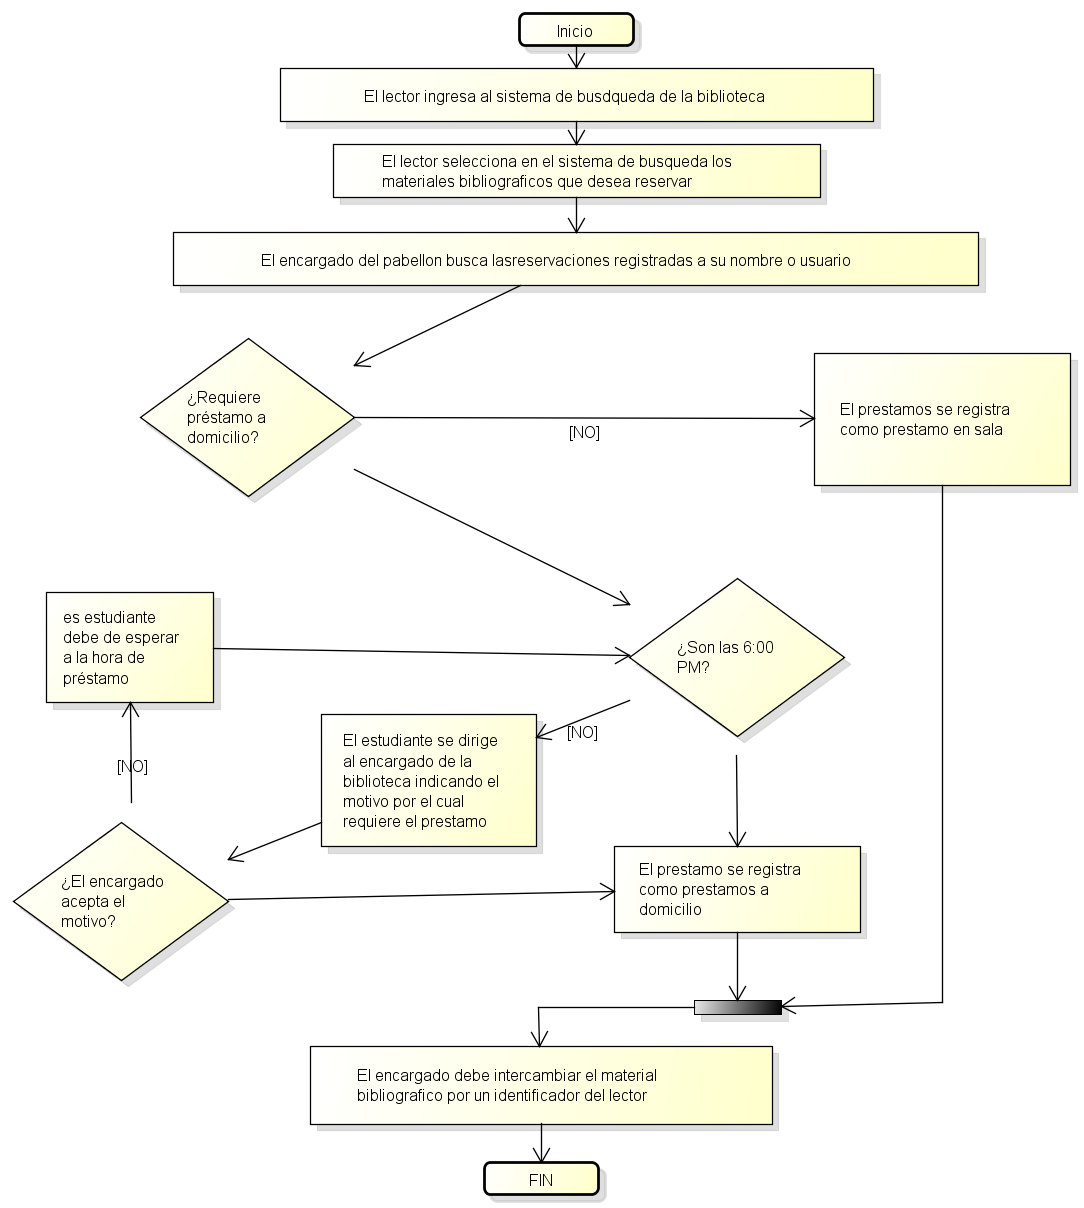 Inicio
El lector ingresa al sistema de busdqueda de la biblioteca
El lector selecciona en el sistema de busqueda los
materiales bibliograficos que desea reservar
El encargado del pabellon busca lasreservaciones registradas a su nombre o usuario
¿Requiere
préstamo a
domicilio?
[NO]
El prestamos se registra
como prestamo en sala
es estudiante
debe de esperar
a la hora de
préstamo
¿Son las 6:00
PM?
[NO]
El estudiante se dirige
al encargado de la
biblioteca indicando el
motivo por el cual
requiere el prestamo
[NO]
¿El encargado
acepta el
motivo?
El prestamo se registra
como prestamos a
domicilio
El encargado debe intercambiar el material
bibliografico por un identificador del lector
FIN